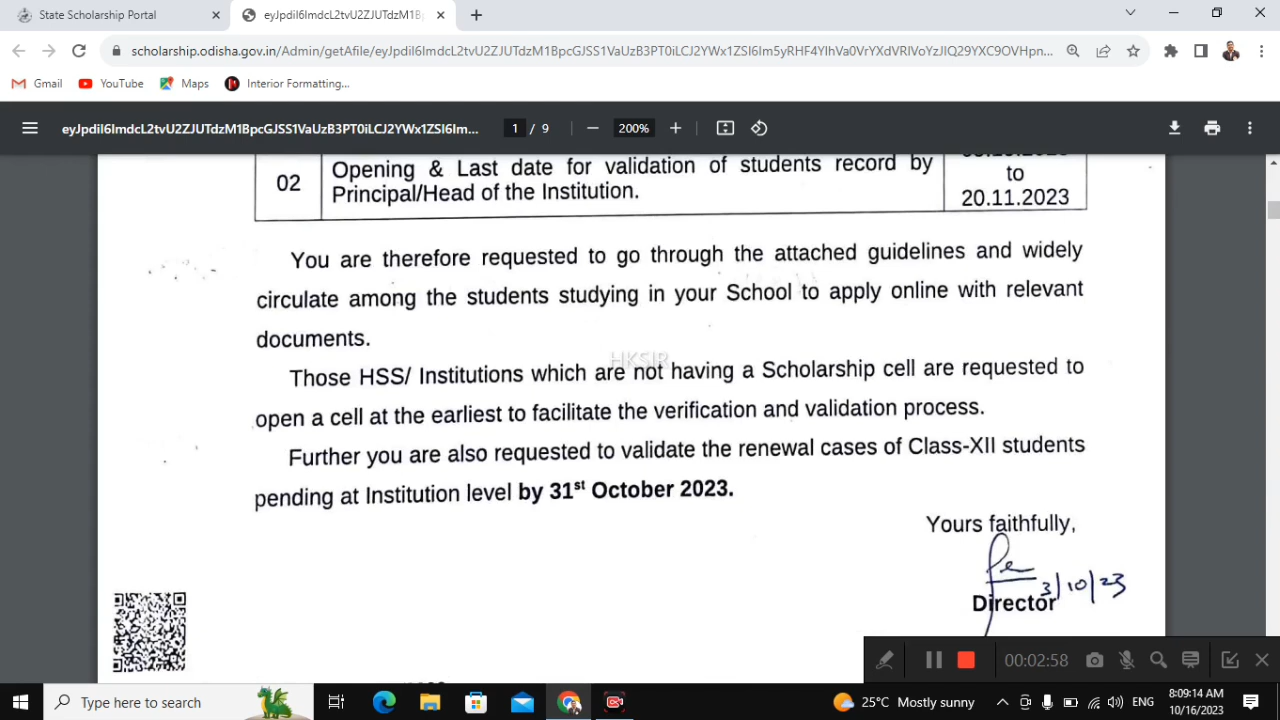 State Scholarship Portal
eyJpdiI6ImdcL2tvU2ZJUTdzM1B
scholarship.odisha.gov.in/Admin/getAfile/
Gmail
YouTube
Maps
Interior Formatting...
1 / 9
200%
02
Opening & Last date for validation of students record by
Principal/Head of the Institution.
to
20.11.2023
You are therefore requested to go through the attached guidelines and widely
circulate among the students studying in your School to apply online with relevant
documents.
HKSIR
Those HSS/ Institutions which are not having a Scholarship cell are requested to
open a cell at the earliest to facilitate the verification and validation process.
Further you are also requested to validate the renewal cases of Class-XII students
pending at Institution level by 31st October 2023.
Yours faithfully,
3/10/23
Director
00:02:58
Type here to search
25°C Mostly sunny
ENG
8:09:14 AM
10/16/2023